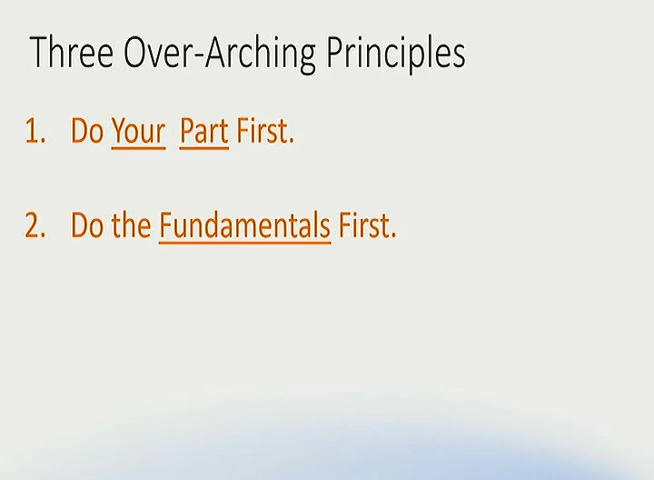 Three Over-Arching Principles
1. Do Your Part First.
2. Do the Fundamentals First.